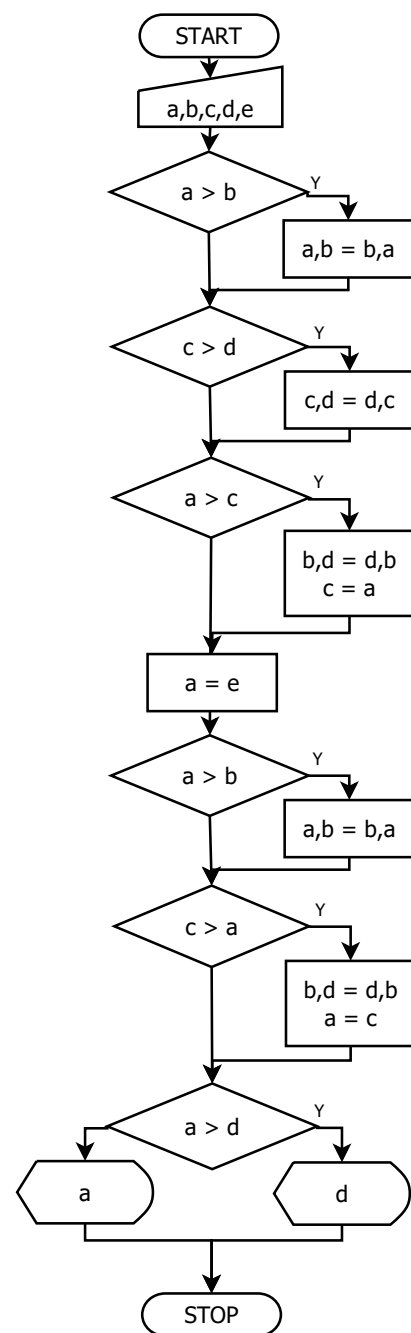 START
a,b,c,d,e
a > b
Y
a,b = b,a
c > d
Y
c,d = d,c
a > c
Y
b,d = d,b
c = a
a = e
a > b
Y
a,b = b,a
c > a
Y
b,d = d,b
a = c
a > d
Y
a
d
STOP